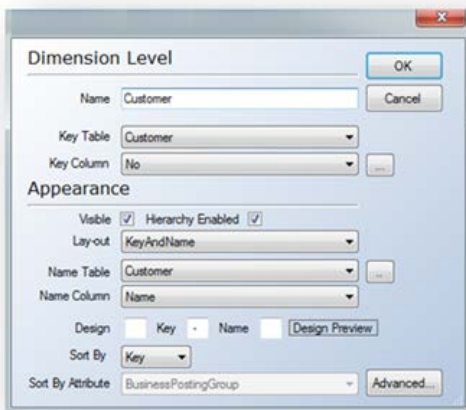 Dimension Level
OK
Name Customer
Cancel
Key Table Customer
Key Column No ...
Appearance
Visible Hierarchy Enabled
Lay-out KeyAndName
Name Table Customer ..
Name Column Name
Design Key - Name Design Preview
Sort By Key
Sort By Attribute BusinessPostingGroup Advanced...